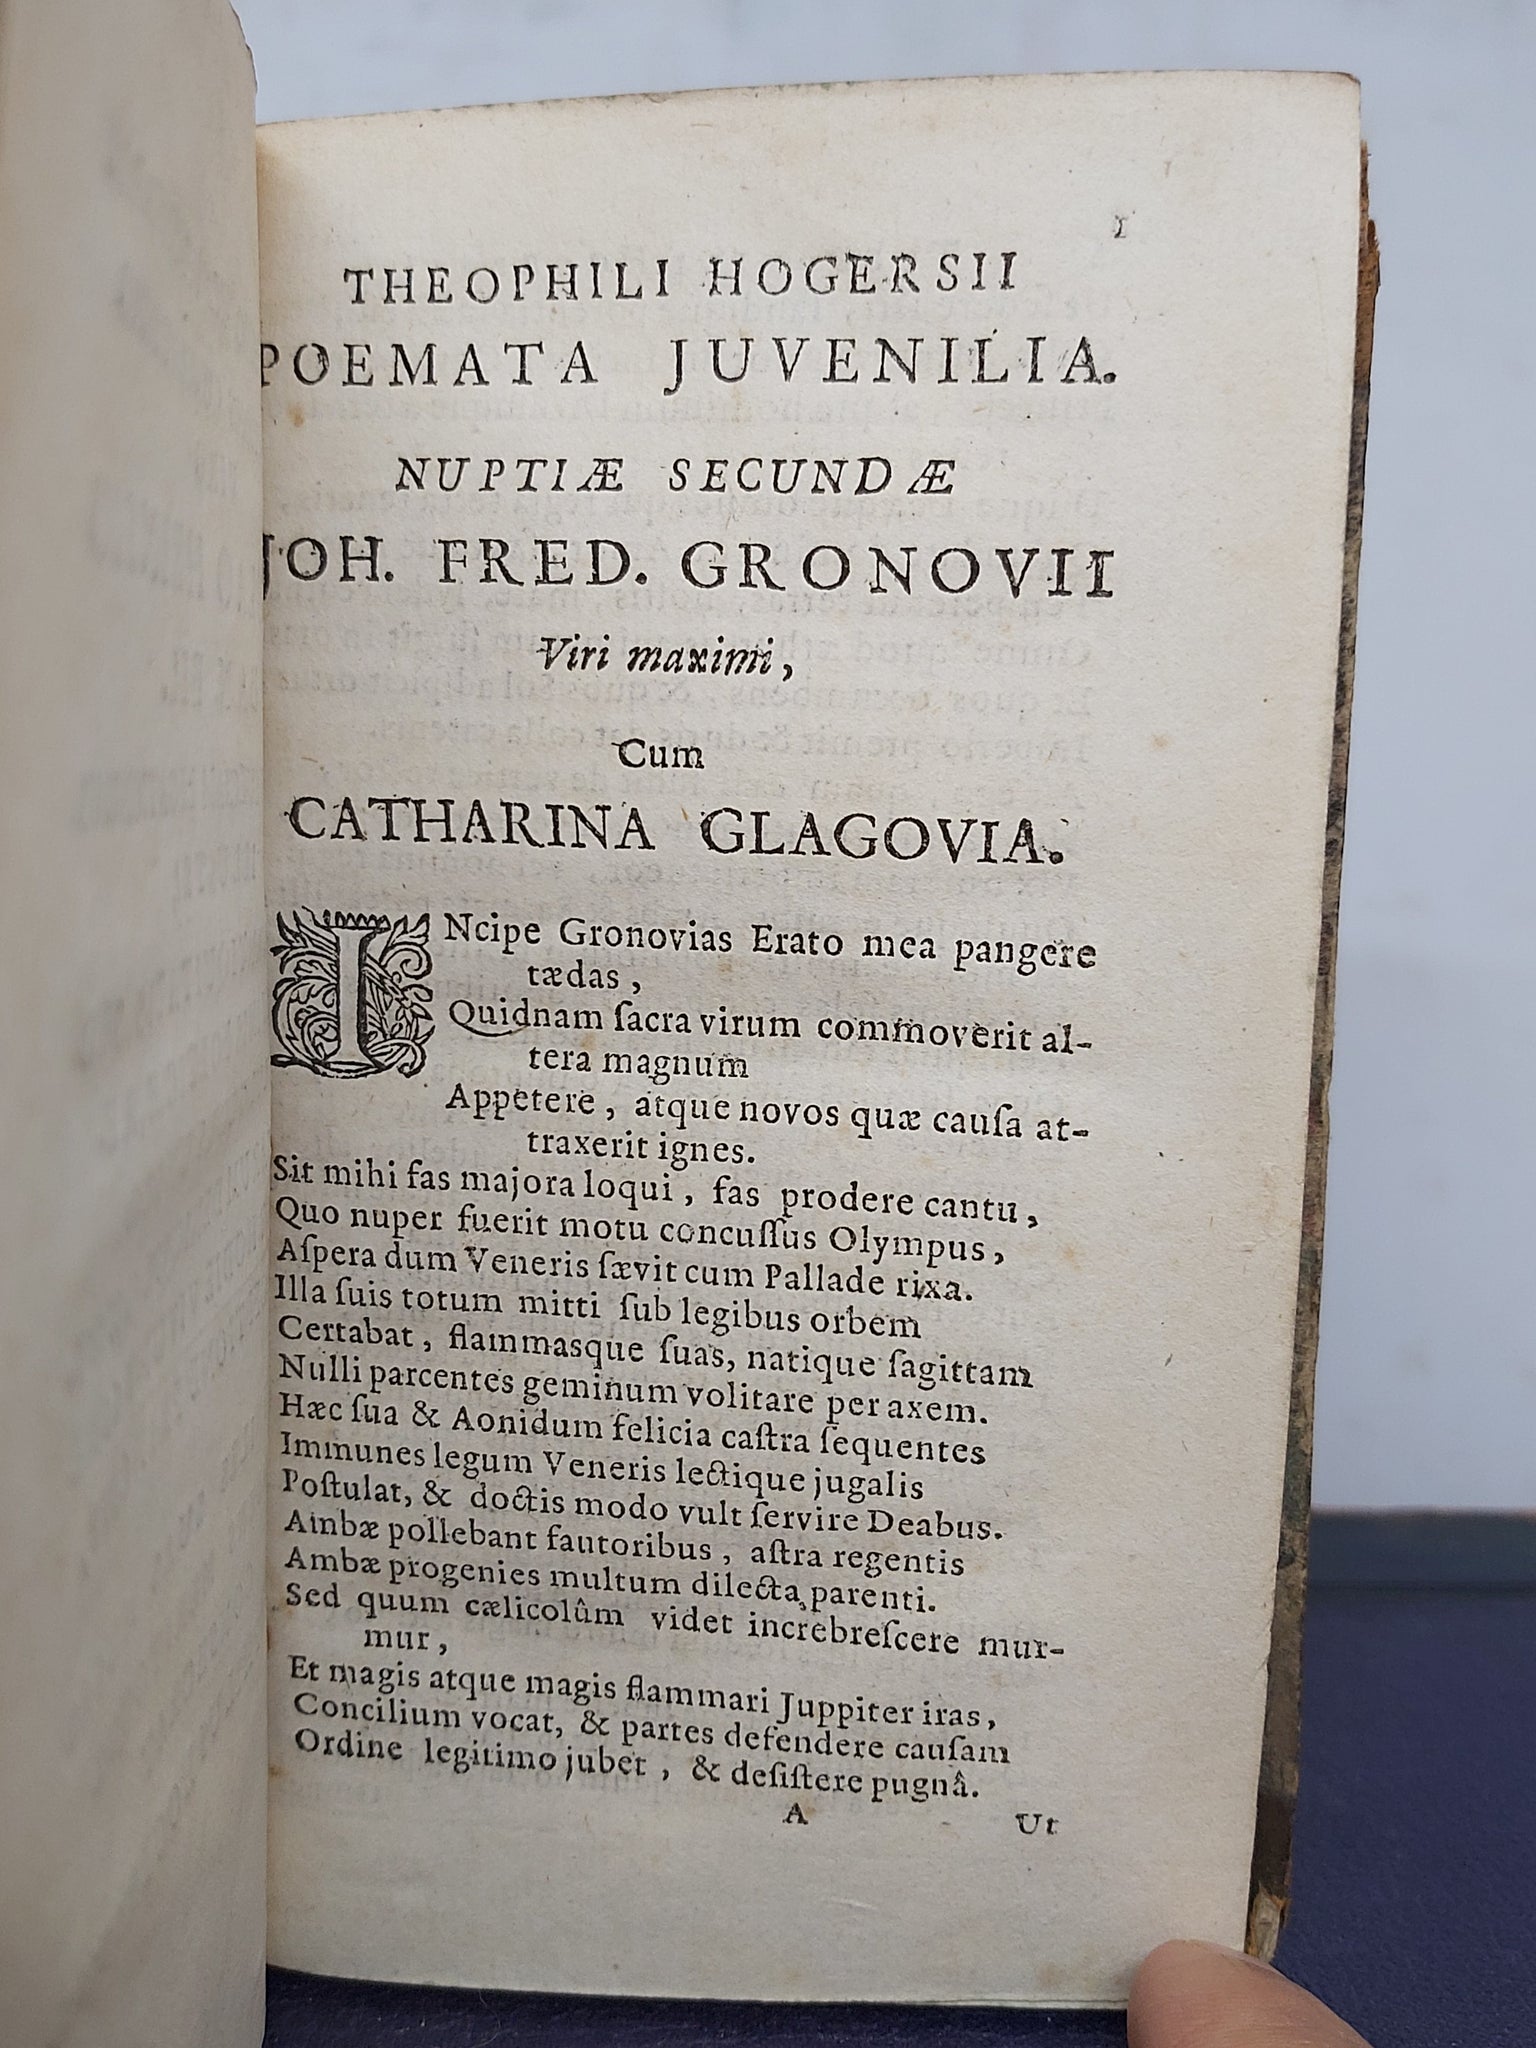 1
THEOPHILI HOGERSII
POEMATA JUVENILIA.
NUPTIÆ SECUNDÆ
JOH. FRED. GRONOVII
Viri maximi,
Cum
CATHARINA GLAGOVIA.
INcipe Gronovias Erato mea pangere
tædas,
Quidnam ſacra virum commoverit al-
tera magnum
Appetere, atque novos quæ cauſa at-
traxerit ignes.
Sit mihi fas majora loqui, fas prodere cantu,
Quo nuper fuerit motu concuſſus Olympus,
Aſpera dum Veneris ſævit cum Pallade rixa.
Illa ſuis totum mitti ſub legibus orbem
Certabat, flammasque ſuas, natique ſagittam
Nulli parcentes geminum volitare per axem.
Hæc ſua & Aonidum felicia caſtra ſequentes
Immunes legum Veneris lectique jugalis
Poſtulat, & doctis modo vult ſervire Deabus.
Ambæ pollebant fautoribus, aſtra regentis
Ambæ progenies multum dilecta parenti.
Sed quum cælicolûm videt increbreſcere mur-
mur,
Et magis atque magis flammari Juppiter iras,
Concilium vocat, & partes defendere cauſam
Ordine legitimo jubet, & deſiſtere pugnâ.
A Ut